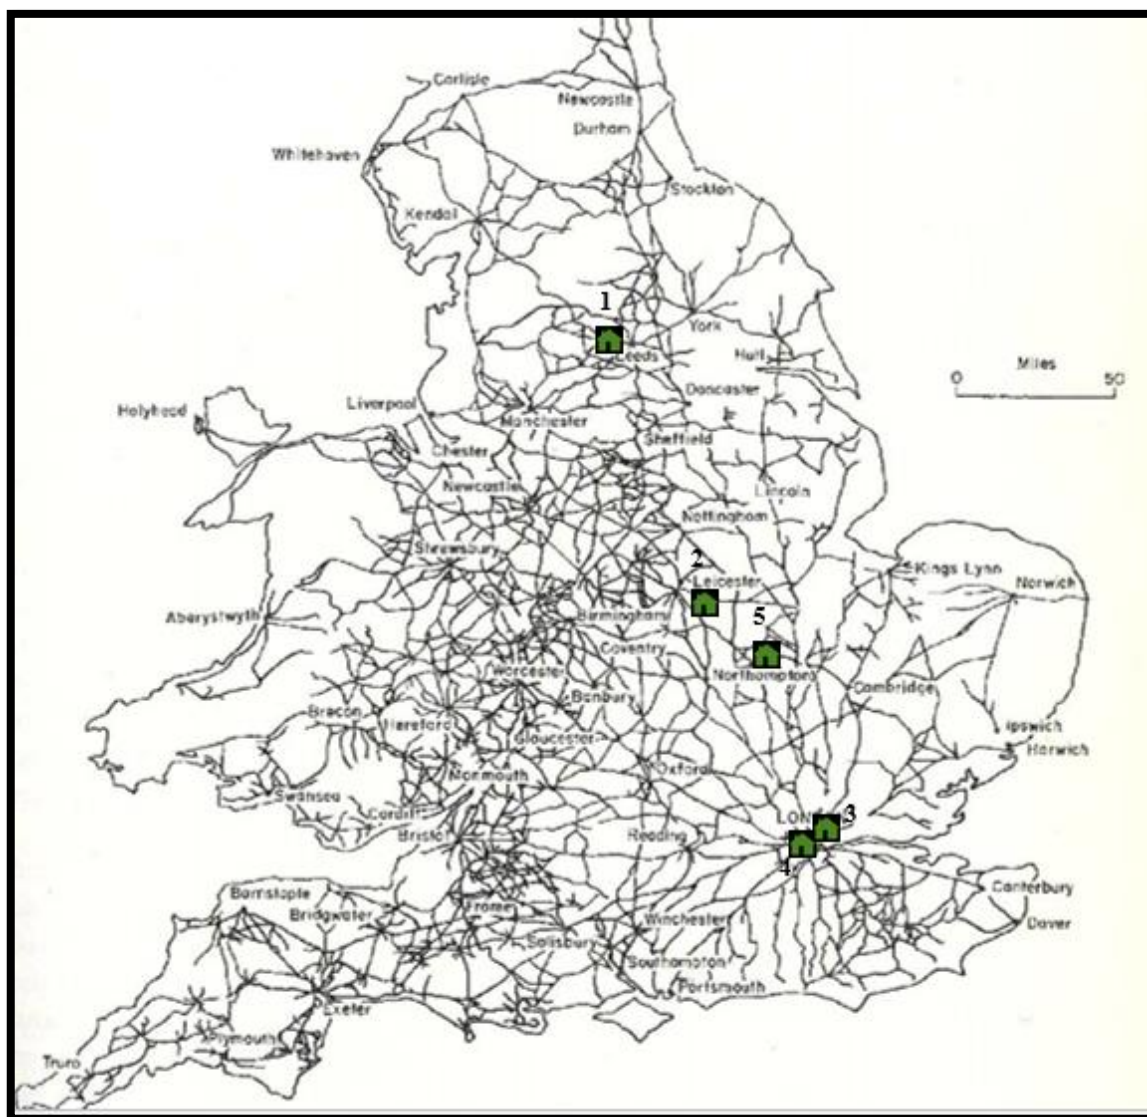 Carlisle
Newcastle
Durham
Whitehaven
Stockton
Kendal
1
York
Leeds
Hull
Miles
0 50
Doncaster
Liverpool
Holyhead
Manchester
Sheffield
Chester
Newcastle
Lincoln
Nottingham
Shrewsbury
2
Kings Lynn
Leicester
Norwich
5
Aberystwyth
Birmingham
Coventry
Worcester
Northampton
Cambridge
Banbury
Brecon
Hereford
Ipswich
Gloucester
Harwich
Oxford
Monmouth
Swansea
Cardiff
LON
3
Bristol
Reading
4
Canterbury
Barnstaple
Frome
Bridgwater
Winchester
Dover
Salisbury
Southampton
Portsmouth
Exeter
Plymouth
Truro